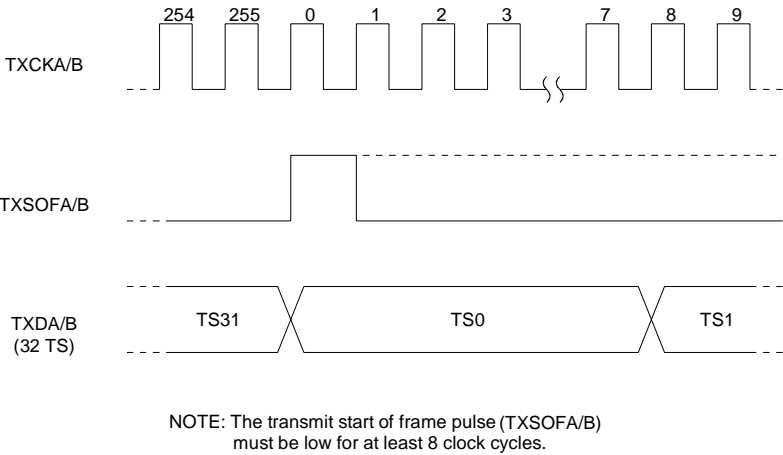 254 255 0 1 2 3 7 8 9
TXCKA/B
TXSOFA/B
TXDA/B
(32 TS)
TS31 TS0 TS1
NOTE: The transmit start of frame pulse (TXSOFA/B)
must be low for at least 8 clock cycles.